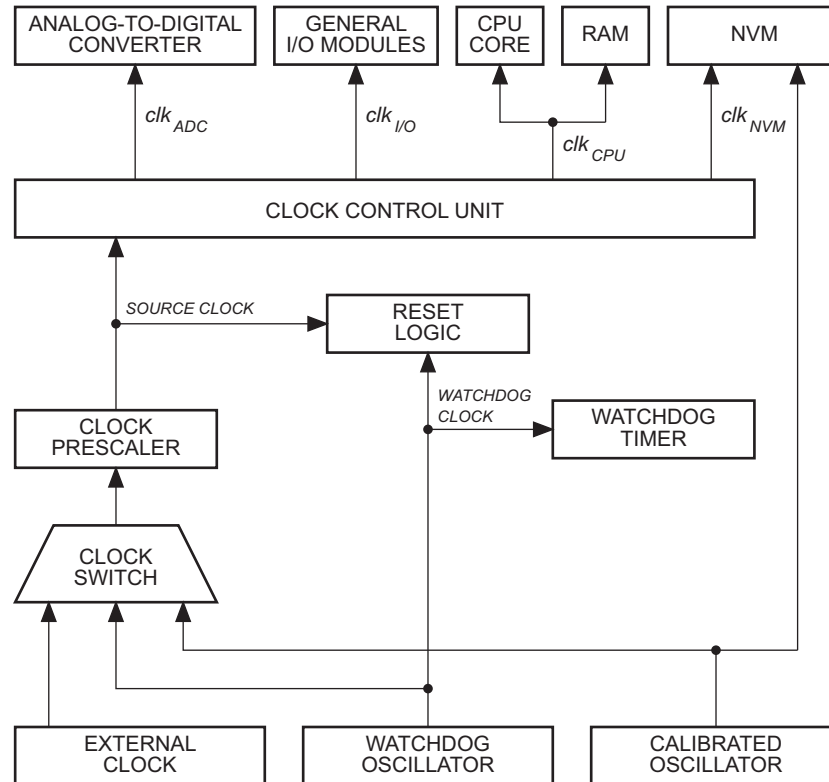 ANALOG-TO-DIGITAL
CONVERTER
GENERAL
I/O MODULES
CPU
CORE
RAM
NVM
clk ADC
clk I/O
clk CPU
clk NVM
CLOCK CONTROL UNIT
SOURCE CLOCK
RESET
LOGIC
WATCHDOG
CLOCK
CLOCK
PRESCALER
WATCHDOG
TIMER
CLOCK
SWITCH
EXTERNAL
CLOCK
WATCHDOG
OSCILLATOR
CALIBRATED
OSCILLATOR